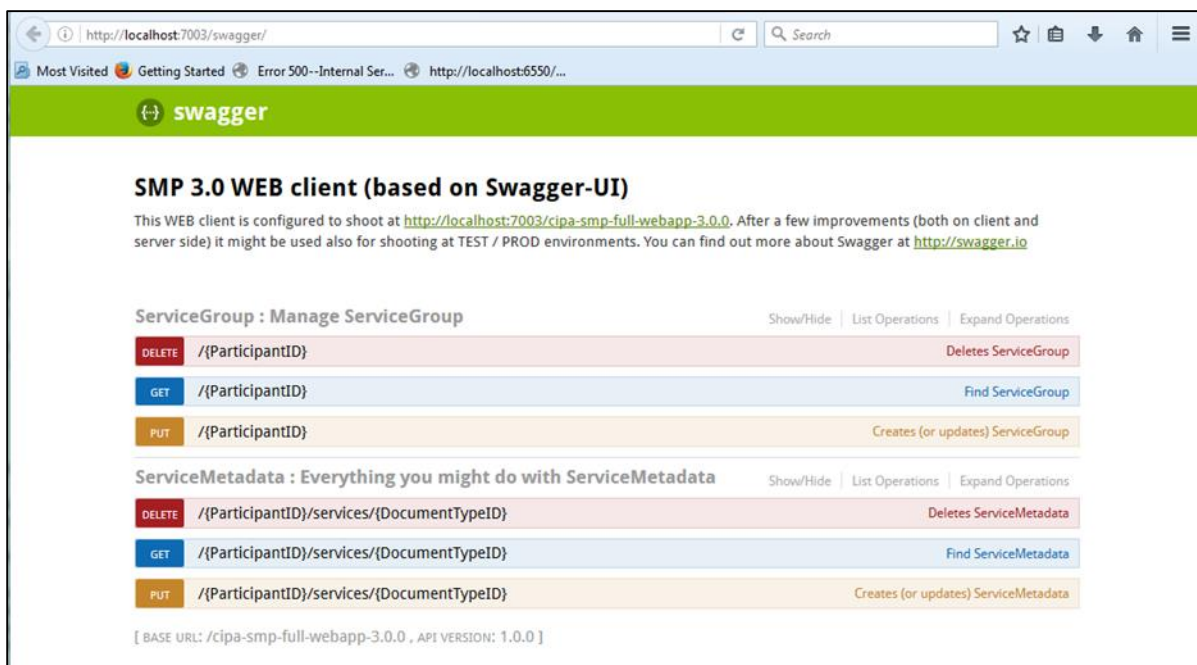 http://localhost:7003/swagger/ Search
Most Visited Getting Started Error 500--Internal Ser... http://localhost:6550/...
{···} swagger
SMP 3.0 WEB client (based on Swagger-UI)
This WEB client is configured to shoot at http://localhost:7003/cipa-smp-full-webapp-3.0.0. After a few improvements (both on client and
server side) it might be used also for shooting at TEST / PROD environments. You can find out more about Swagger at http://swagger.io
ServiceGroup : Manage ServiceGroup Show/Hide List Operations Expand Operations
DELETE /{ParticipantID} Deletes ServiceGroup
GET /{ParticipantID} Find ServiceGroup
PUT /{ParticipantID} Creates (or updates) ServiceGroup
ServiceMetadata : Everything you might do with ServiceMetadata Show/Hide List Operations Expand Operations
DELETE /{ParticipantID}/services/{DocumentTypeID} Deletes ServiceMetadata
GET /{ParticipantID}/services/{DocumentTypeID} Find ServiceMetadata
PUT /{ParticipantID}/services/{DocumentTypeID} Creates (or updates) ServiceMetadata
[ BASE URL: /cipa-smp-full-webapp-3.0.0 , API VERSION: 1.0.0 ]